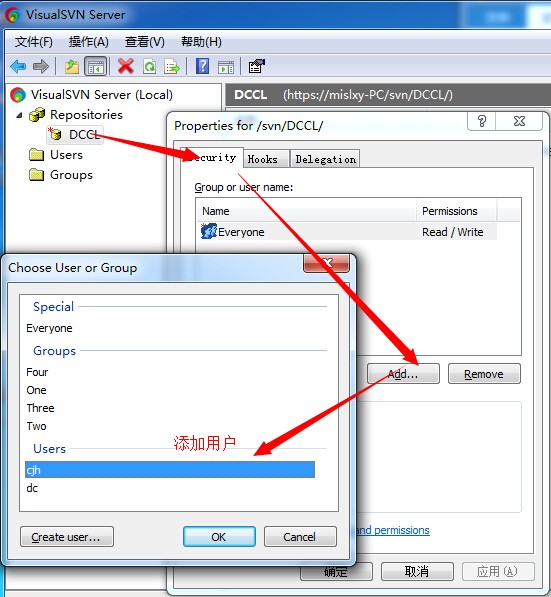 VisualSVN Server
文件(F) 操作(A) 查看(V) 帮助(H)
VisualSVN Server (Local)
Repositories
DCCL
Users
Groups
DCCL (https://mislxy-PC/svn/DCCL/)
Properties for /svn/DCCL/
Security Hooks Delegation
Group or user name:
Name Permissions
Everyone Read / Write
Add... Remove
and permissions
确定 取消 应用(A)
Choose User or Group
Special
Everyone
Groups
Four
One
Three
Two
Users
添加用户
cjh
dc
Create user... OK Cancel